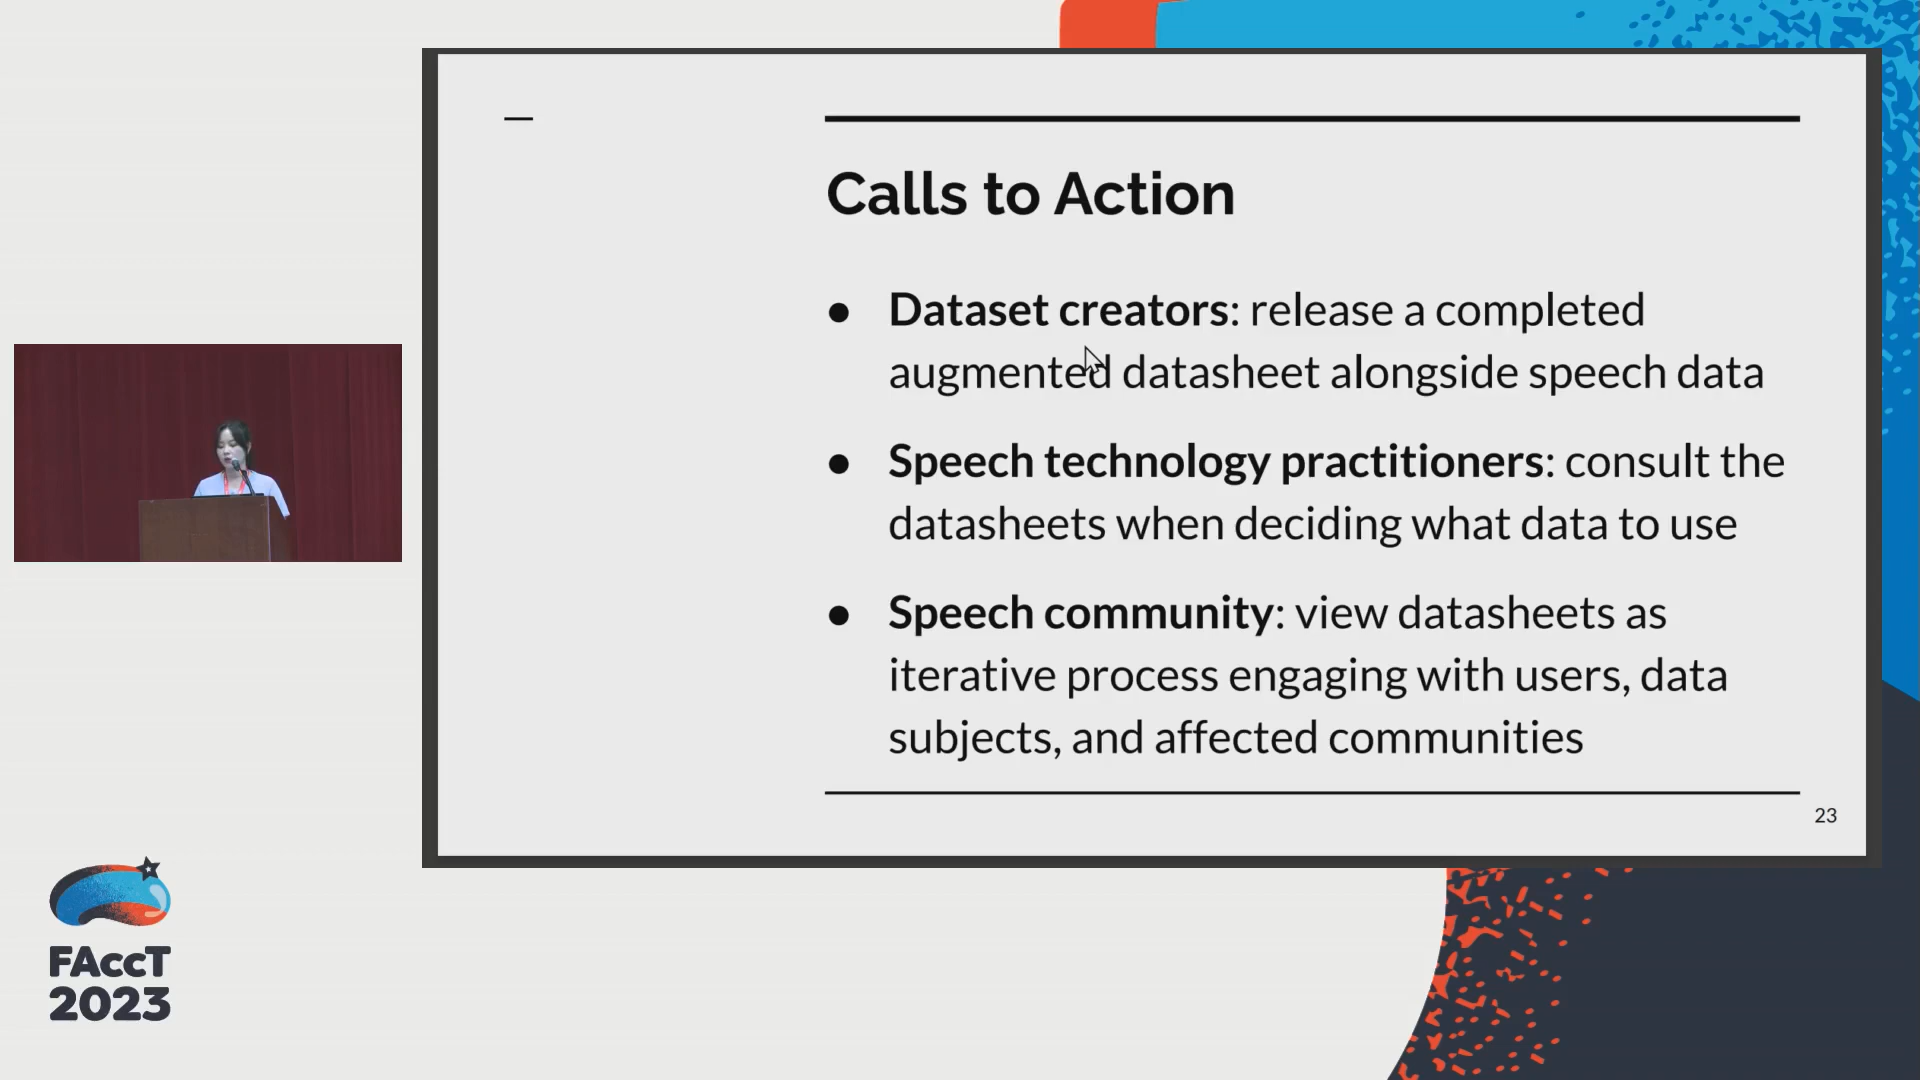 Calls to Action
● Dataset creators: release a completed
augmented datasheet alongside speech data
● Speech technology practitioners: consult the
datasheets when deciding what data to use
● Speech community: view datasheets as
iterative process engaging with users, data
subjects, and affected communities
23
FAccT
2023